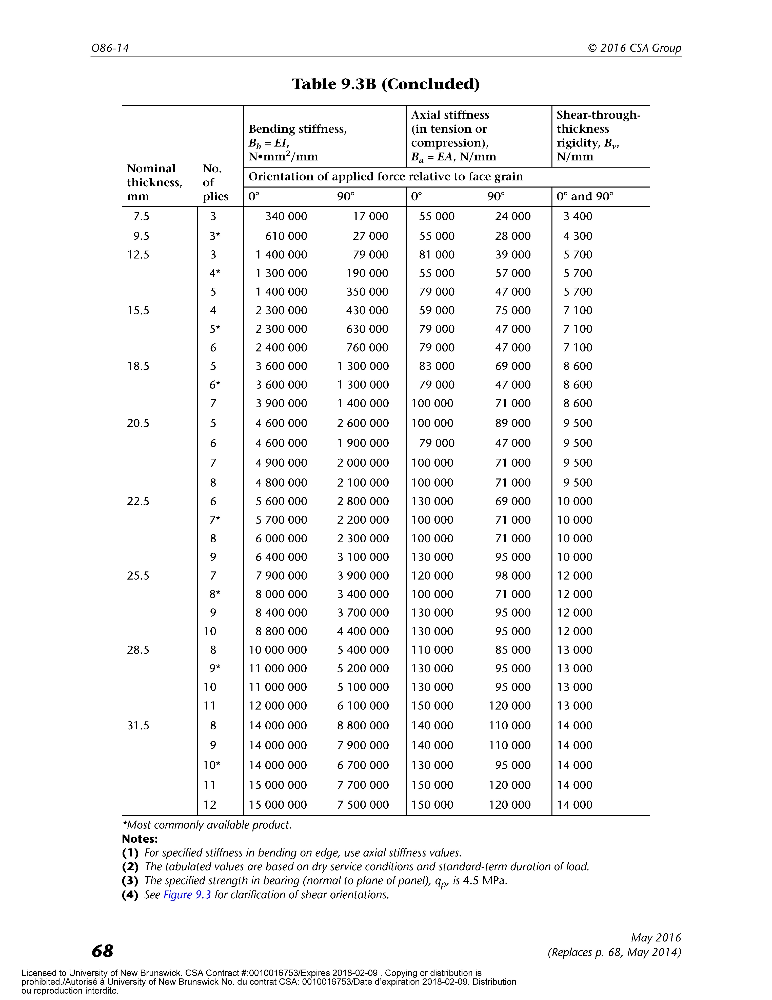 O86-14 © 2016 CSA Group
Table 9.3B (Concluded)
Nominal thickness, mm No. of plies Bending stiffness, Bb = EI, N•mm²/mm Axial stiffness (in tension or compression), Ba = EA, N/mm Shear-through-thickness rigidity, Bv, N/mm
Orientation of applied force relative to face grain
0° 90° 0° 90° 0° and 90°
7.5 3 340 000 17 000 55 000 24 000 3 400
9.5 3* 610 000 27 000 55 000 28 000 4 300
12.5 3 1 400 000 79 000 81 000 39 000 5 700
4* 1 300 000 190 000 55 000 57 000 5 700
5 1 400 000 350 000 79 000 47 000 5 700
15.5 4 2 300 000 430 000 59 000 75 000 7 100
5* 2 300 000 630 000 79 000 47 000 7 100
6 2 400 000 760 000 79 000 47 000 7 100
18.5 5 3 600 000 1 300 000 83 000 69 000 8 600
6* 3 600 000 1 300 000 79 000 47 000 8 600
7 3 900 000 1 400 000 100 000 71 000 8 600
20.5 5 4 600 000 2 600 000 100 000 89 000 9 500
6 4 600 000 1 900 000 79 000 47 000 9 500
7 4 900 000 2 000 000 100 000 71 000 9 500
8 4 800 000 2 100 000 100 000 71 000 9 500
22.5 6 5 600 000 2 800 000 130 000 69 000 10 000
7* 5 700 000 2 200 000 100 000 71 000 10 000
8 6 000 000 2 300 000 100 000 71 000 10 000
9 6 400 000 3 100 000 130 000 95 000 10 000
25.5 7 7 900 000 3 900 000 120 000 98 000 12 000
8* 8 000 000 3 400 000 100 000 71 000 12 000
9 8 400 000 3 700 000 130 000 95 000 12 000
10 8 800 000 4 400 000 130 000 95 000 12 000
28.5 8 10 000 000 5 400 000 110 000 85 000 13 000
9* 11 000 000 5 200 000 130 000 95 000 13 000
10 11 000 000 5 100 000 130 000 95 000 13 000
11 12 000 000 6 100 000 150 000 120 000 13 000
31.5 8 14 000 000 8 800 000 140 000 110 000 14 000
9 14 000 000 7 900 000 140 000 110 000 14 000
10* 14 000 000 6 700 000 130 000 95 000 14 000
11 15 000 000 7 700 000 150 000 120 000 14 000
12 15 000 000 7 500 000 150 000 120 000 14 000
*Most commonly available product.
Notes:
(1) For specified stiffness in bending on edge, use axial stiffness values.
(2) The tabulated values are based on dry service conditions and standard-term duration of load.
(3) The specified strength in bearing (normal to plane of panel), qp, is 4.5 MPa.
(4) See Figure 9.3 for clarification of shear orientations.
May 2016
68 (Replaces p. 68, May 2014)
Licensed to University of New Brunswick. CSA Contract #:0010016753/Expires 2018-02-09 . Copying or distribution is
prohibited./Autorisé à University of New Brunswick No. du contrat CSA: 0010016753/Date d'expiration 2018-02-09. Distribution
ou reproduction interdite.